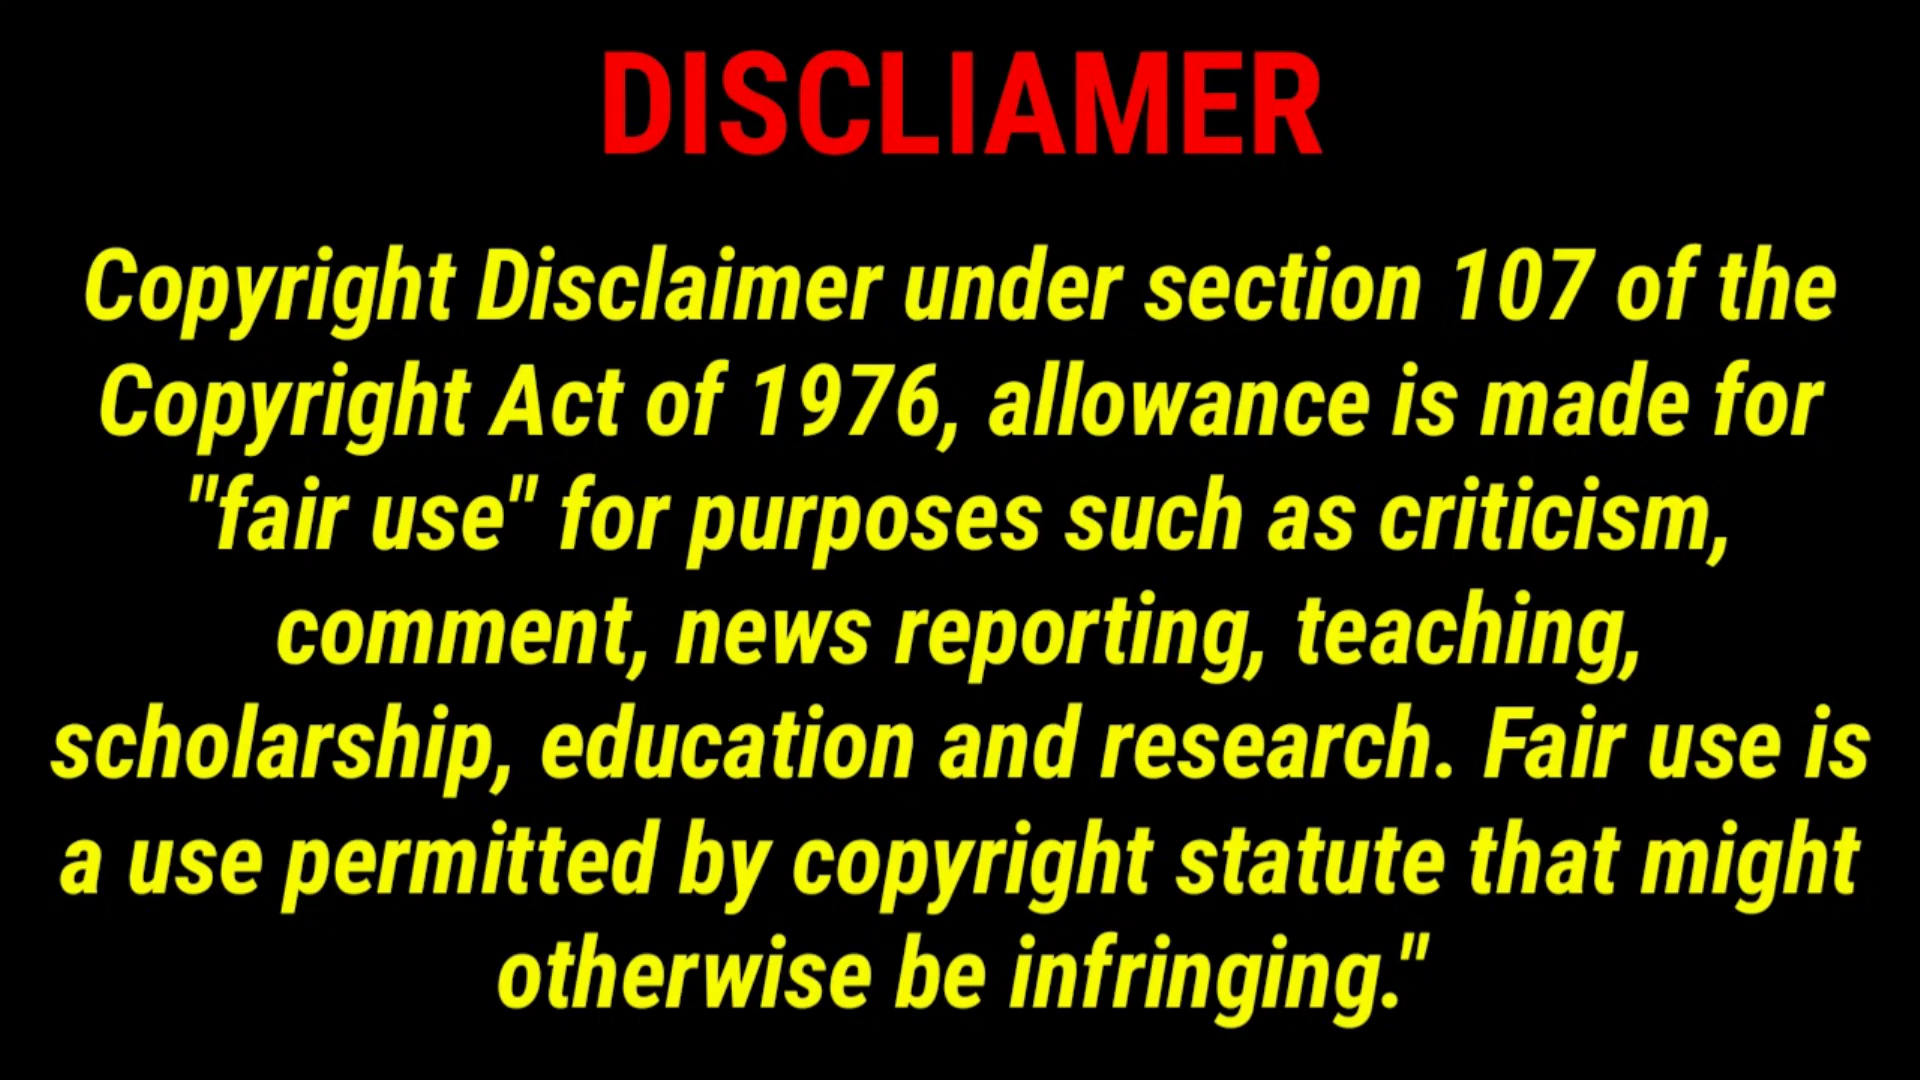 DISCLIAMER
Copyright Disclaimer under section 107 of the
Copyright Act of 1976, allowance is made for
"fair use" for purposes such as criticism,
comment, news reporting, teaching,
scholarship, education and research. Fair use is
a use permitted by copyright statute that might
otherwise be infringing."